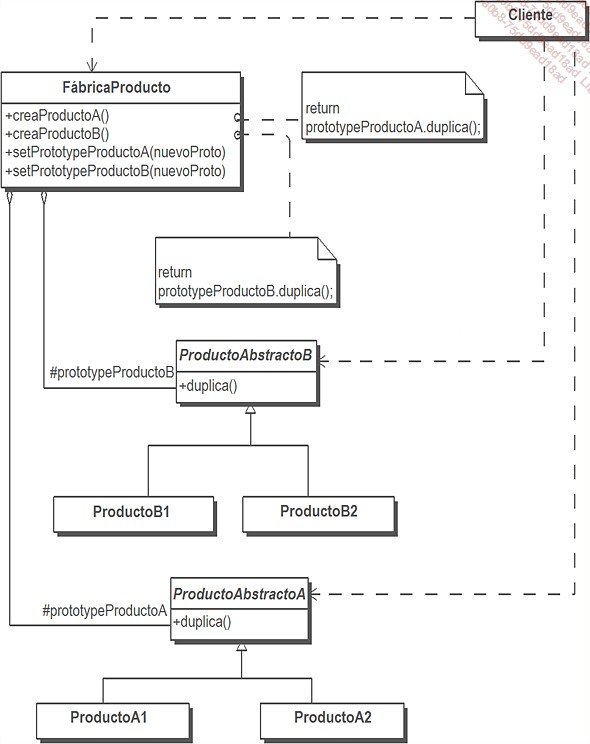 Cliente
FábricaProducto
+creaProductoA()
+creaProductoB()
+setPrototypeProductoA(nuevoProto)
+setPrototypeProductoB(nuevoProto)
return
prototypeProductoA.duplica();
return
prototypeProductoB.duplica();
ProductoAbstractoB
+duplica()
#prototypeProductoB
ProductoB1
ProductoB2
ProductoAbstractoA
+duplica()
#prototypeProductoA
ProductoA1
ProductoA2